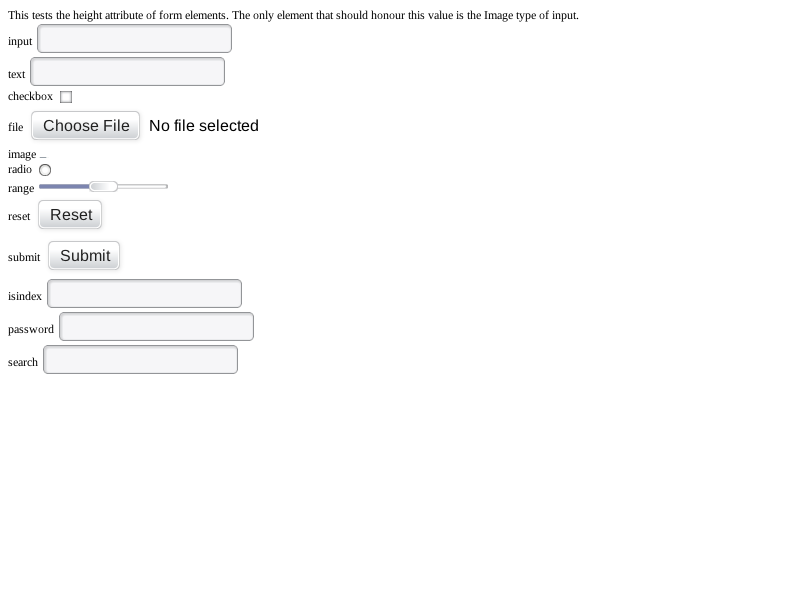 This tests the height attribute of form elements. The only element that should honour this value is the Image type of input.
input
text
checkbox
file Choose File No file selected
image
radio
range
reset Reset
submit Submit
isindex
password
search